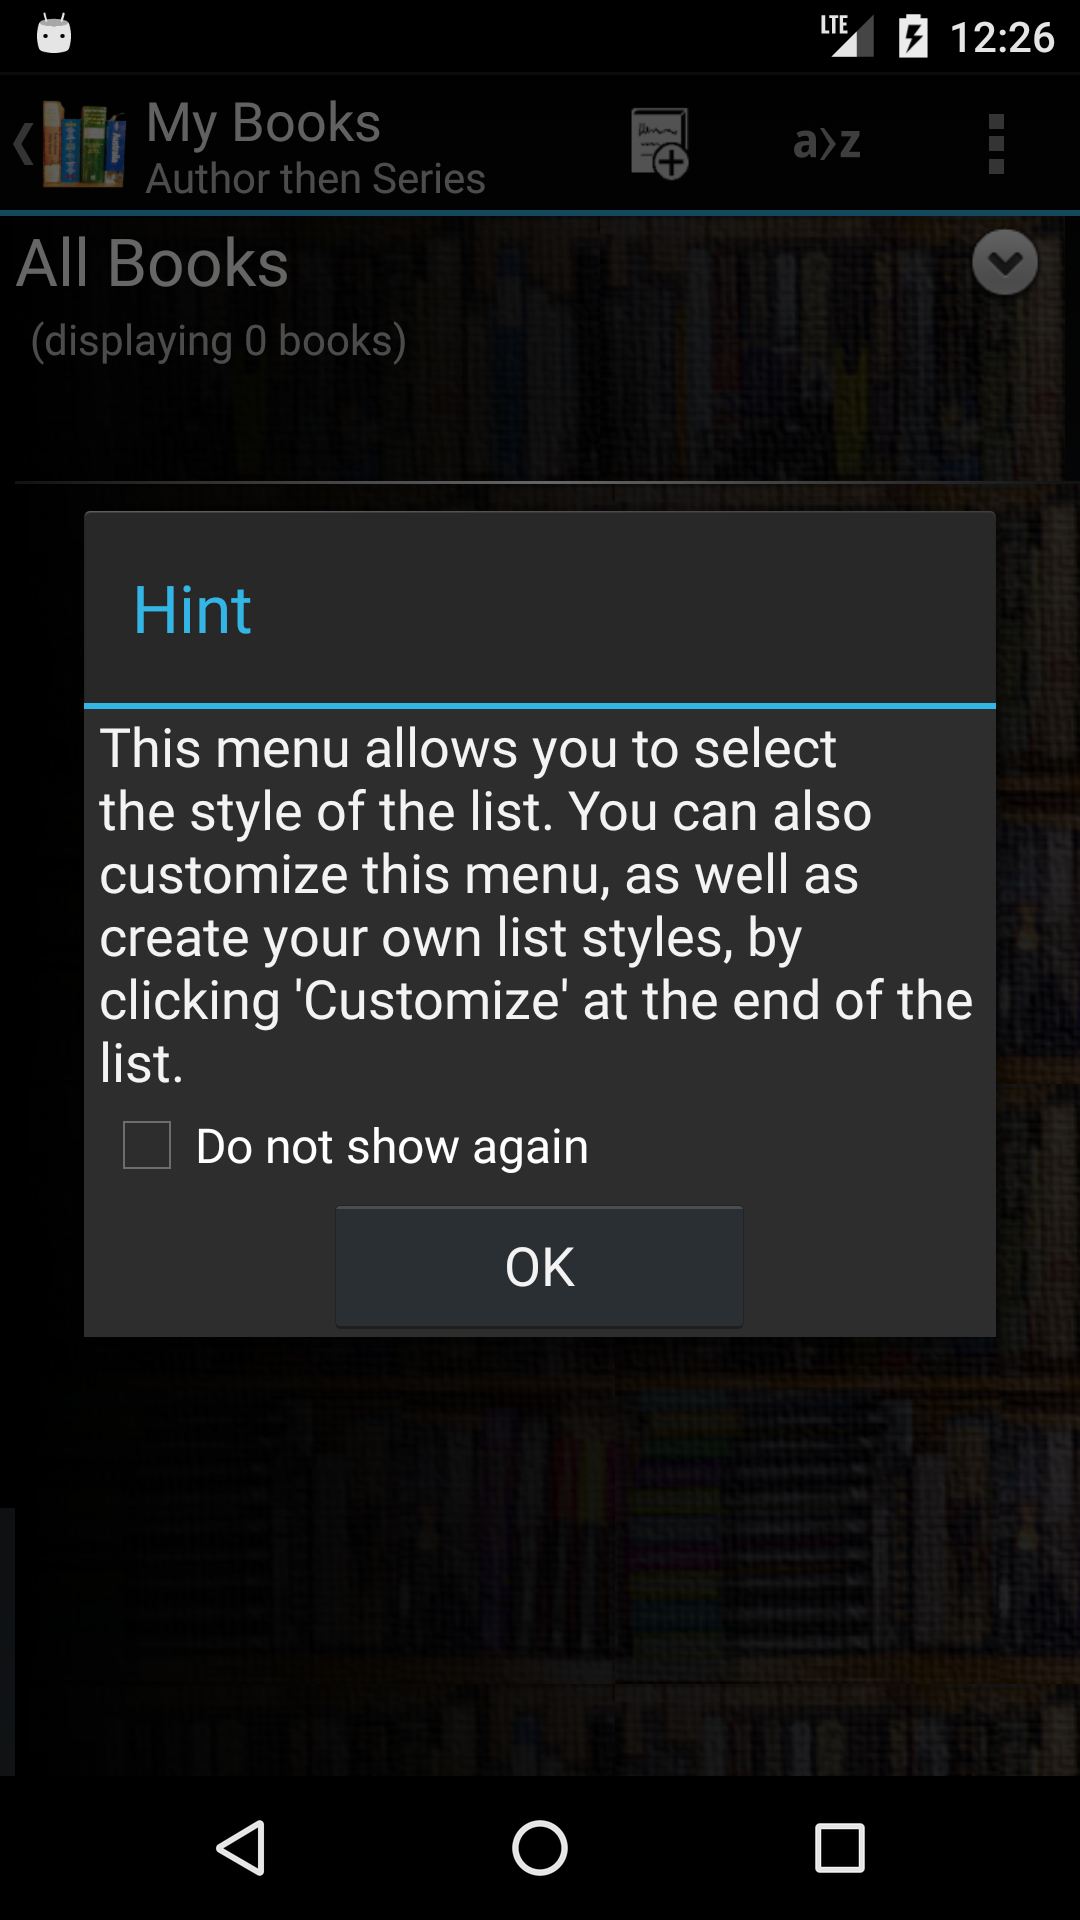 LTE 12:26
My Books
Author then Series
a›z
All Books
(displaying 0 books)
Hint
This menu allows you to select
the style of the list. You can also
customize this menu, as well as
create your own list styles, by
clicking 'Customize' at the end of the
list.
Do not show again
OK